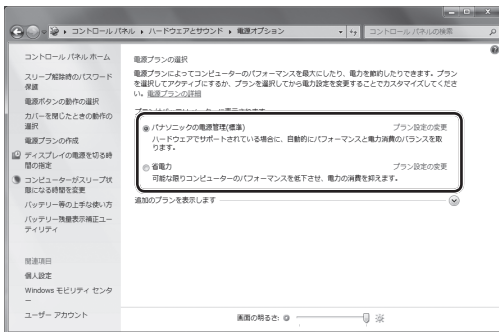 コントロール パネル ▸ ハードウェアとサウンド ▸ 電源オプション
コントロール パネルの検索
コントロール パネル ホーム
スリープ解除時のパスワード
保護
電源ボタンの動作の選択
カバーを閉じたときの動作の
選択
電源プランの作成
ディスプレイの電源を切る時
間の指定
コンピューターがスリープ状
態になる時間を変更
バッテリー等の上手な使い方
バッテリー残量表示補正ユー
ティリティ
関連項目
個人設定
Windows モビリティ センタ
ー
ユーザー アカウント
電源プランの選択
電源プランによってコンピューターのパフォーマンスを最大にしたり、電力を節約したりできます。プラン
を選択してアクティブにするか、プランを選択してから電力設定を変更することでカスタマイズしてくださ
い。電源プランの詳細
プランはバッテリ メーターに表示されます
パナソニックの電源管理(標準) プラン設定の変更
ハードウェアでサポートされている場合に、自動的にパフォーマンスと電力消費のバランスを取
ります。
省電力 プラン設定の変更
可能な限りコンピューターのパフォーマンスを低下させ、電力の消費を抑えます。
追加のプランを表示します
画面の明るさ: